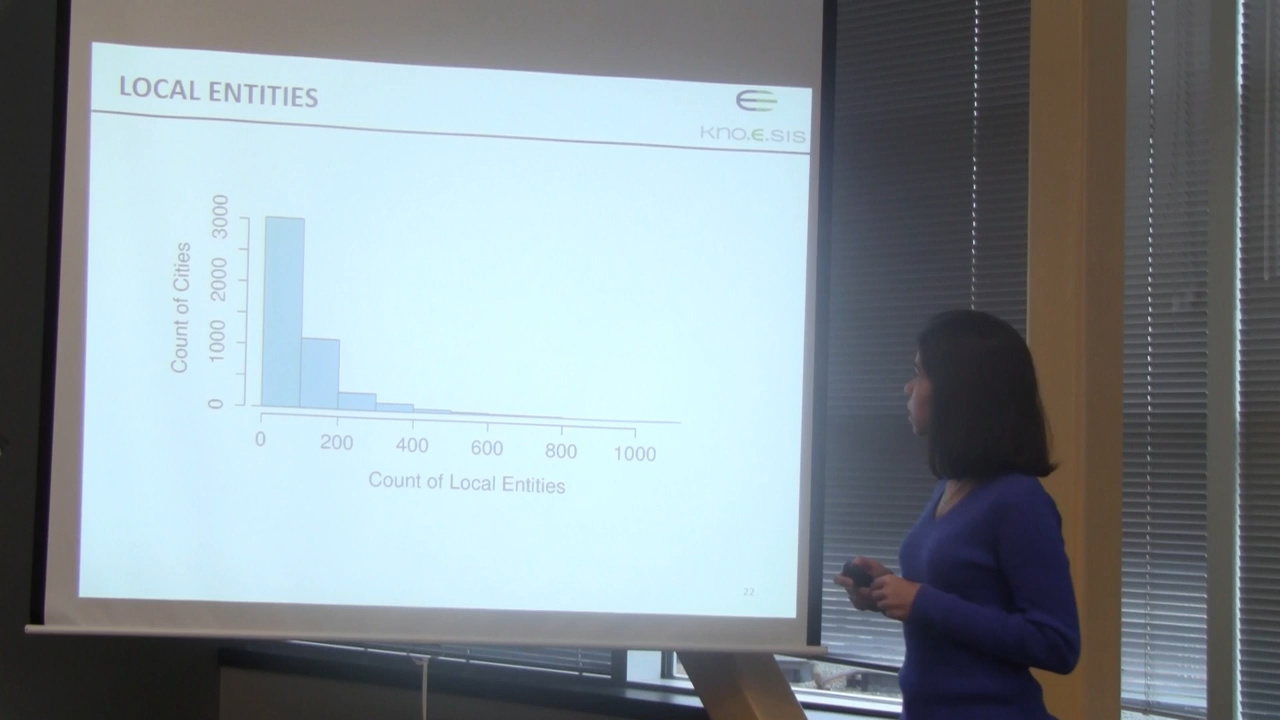 LOCAL ENTITIES
kno.e.sis
Count of Cities
3000
2000
1000
0
0 200 400 600 800 1000
Count of Local Entities
22